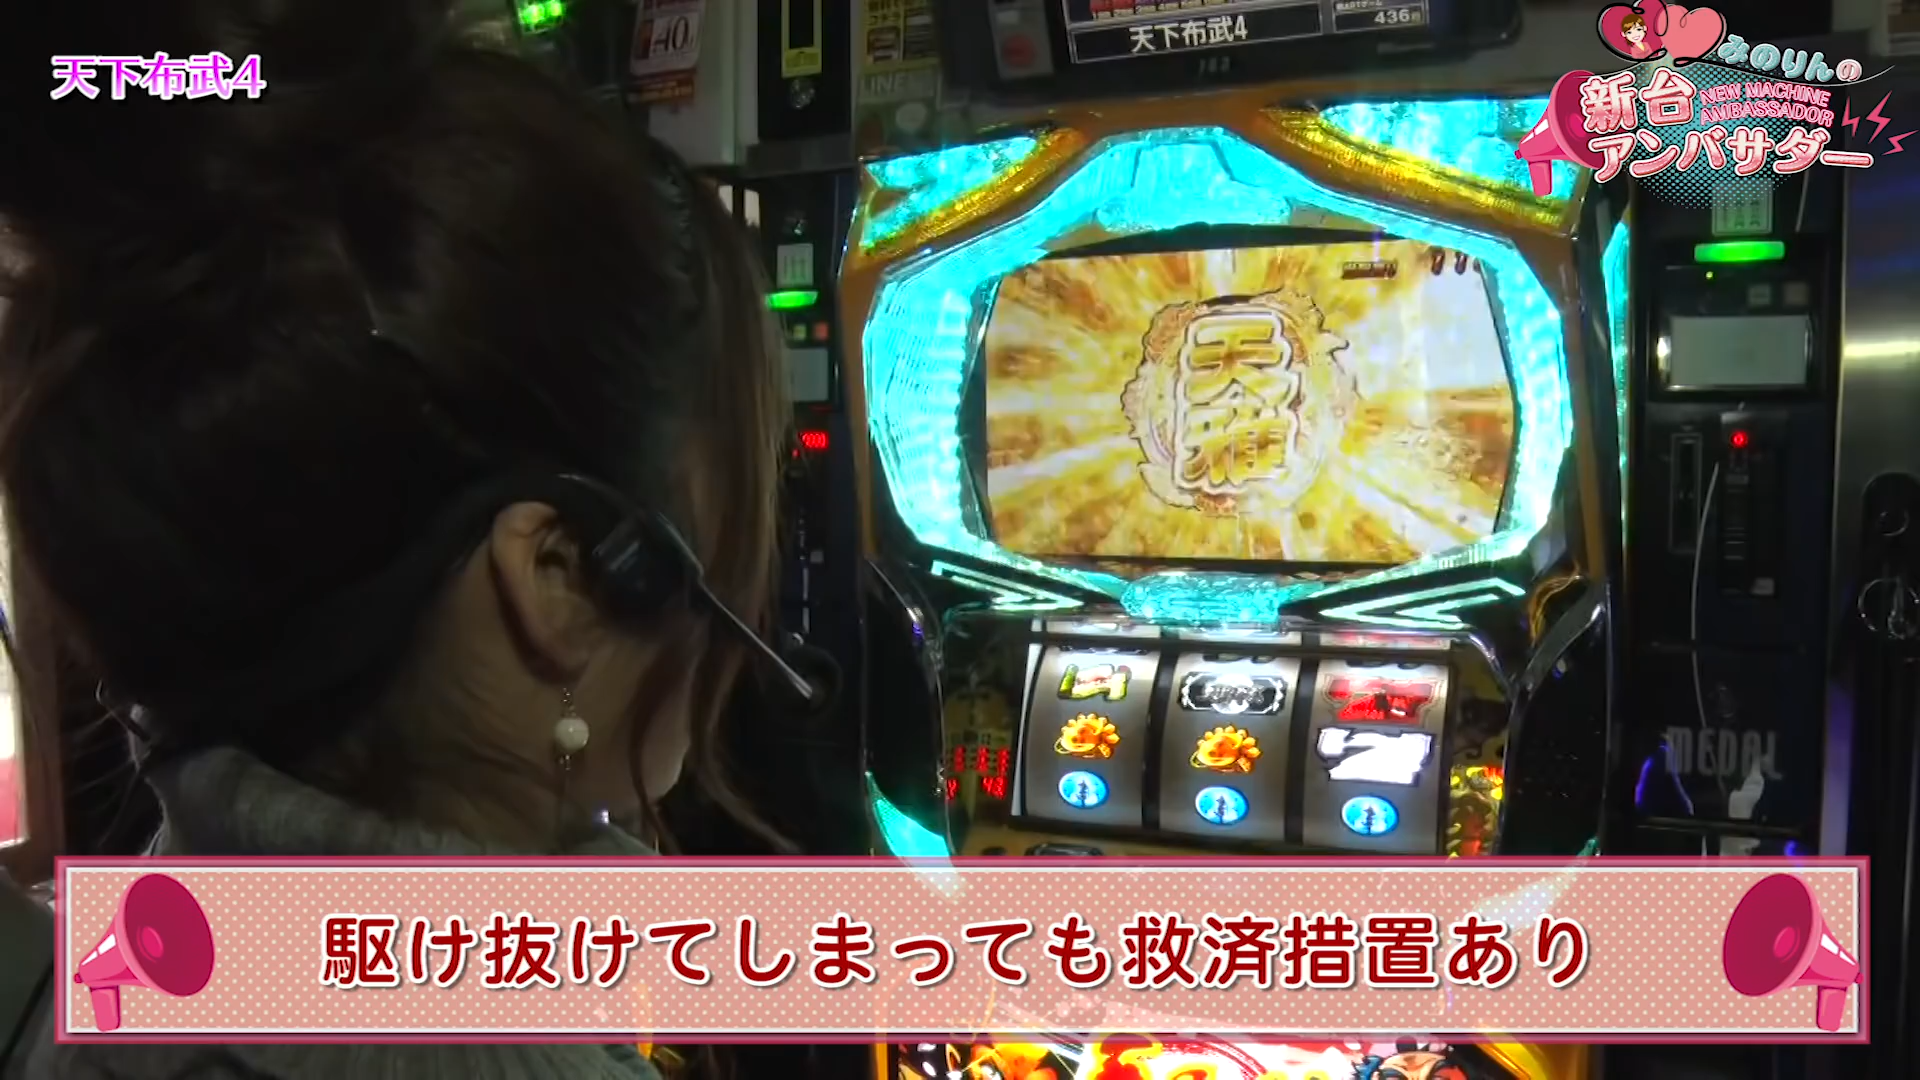 天下布武4
天下布武4
436
LINE
みのりんの
新台
NEW MACHINE
AMBASSADOR
アンバサダー
MEDAL
駆け抜けてしまっても救済措置あり